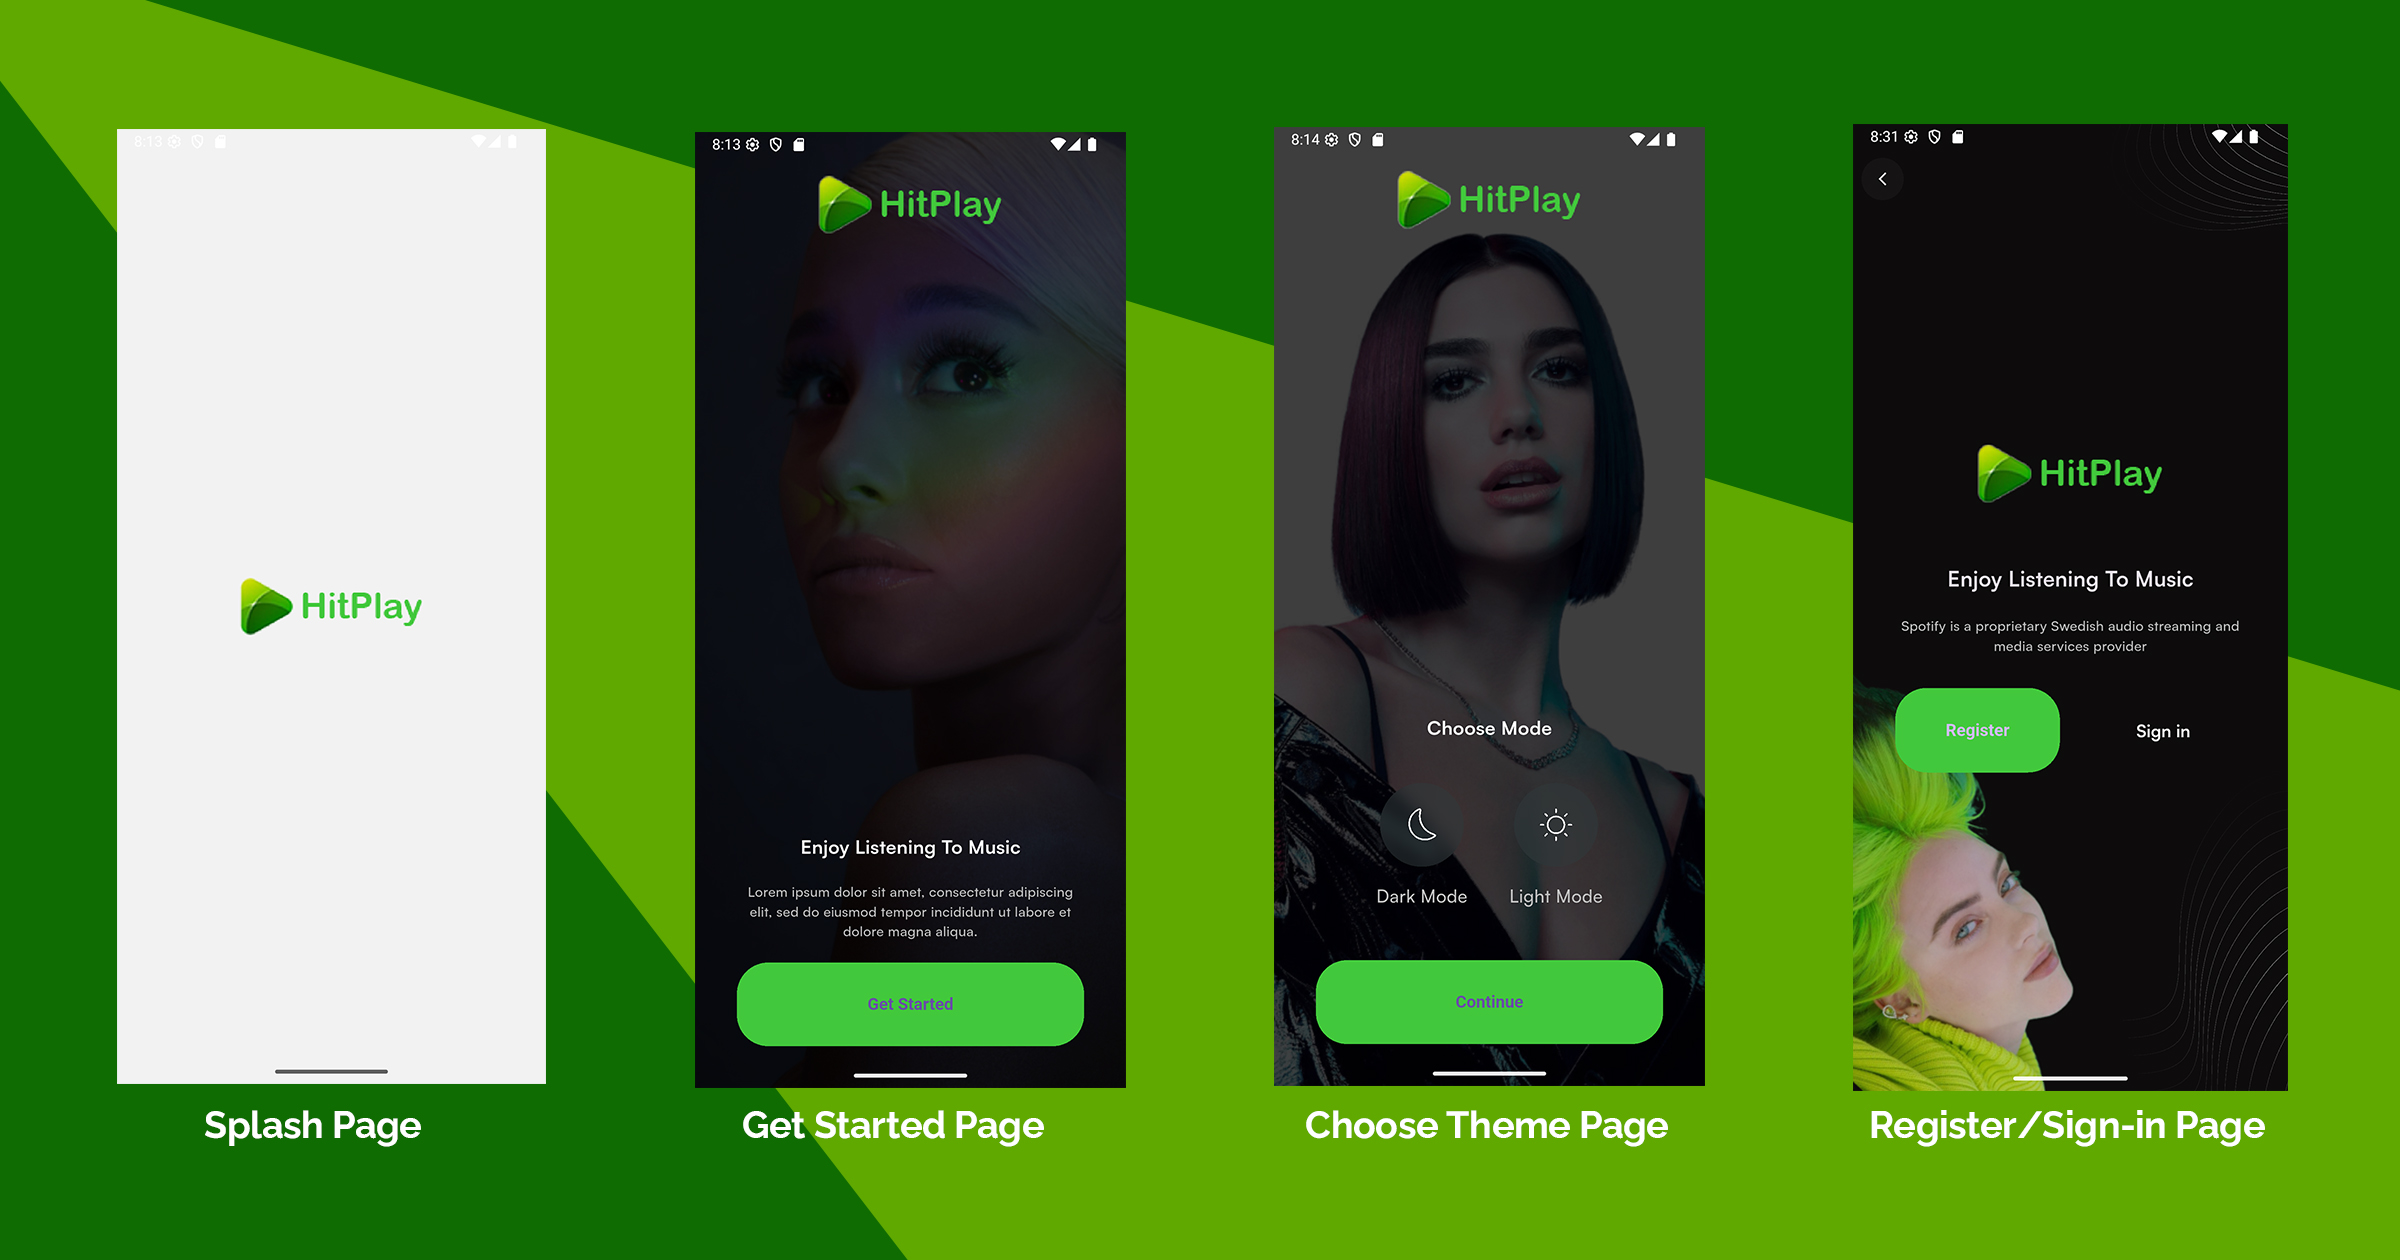 8:13
HitPlay
Splash Page
8:13
HitPlay
Enjoy Listening To Music
Lorem ipsum dolor sit amet, consectetur adipiscing
elit, sed do eiusmod tempor incididunt ut labore et
dolore magna aliqua.
Get Started
Get Started Page
8:14
HitPlay
Choose Mode
Dark Mode
Light Mode
Continue
Choose Theme Page
8:31
HitPlay
Enjoy Listening To Music
Spotify is a proprietary Swedish audio streaming and
media services provider
Register
Sign in
Register/Sign-in Page